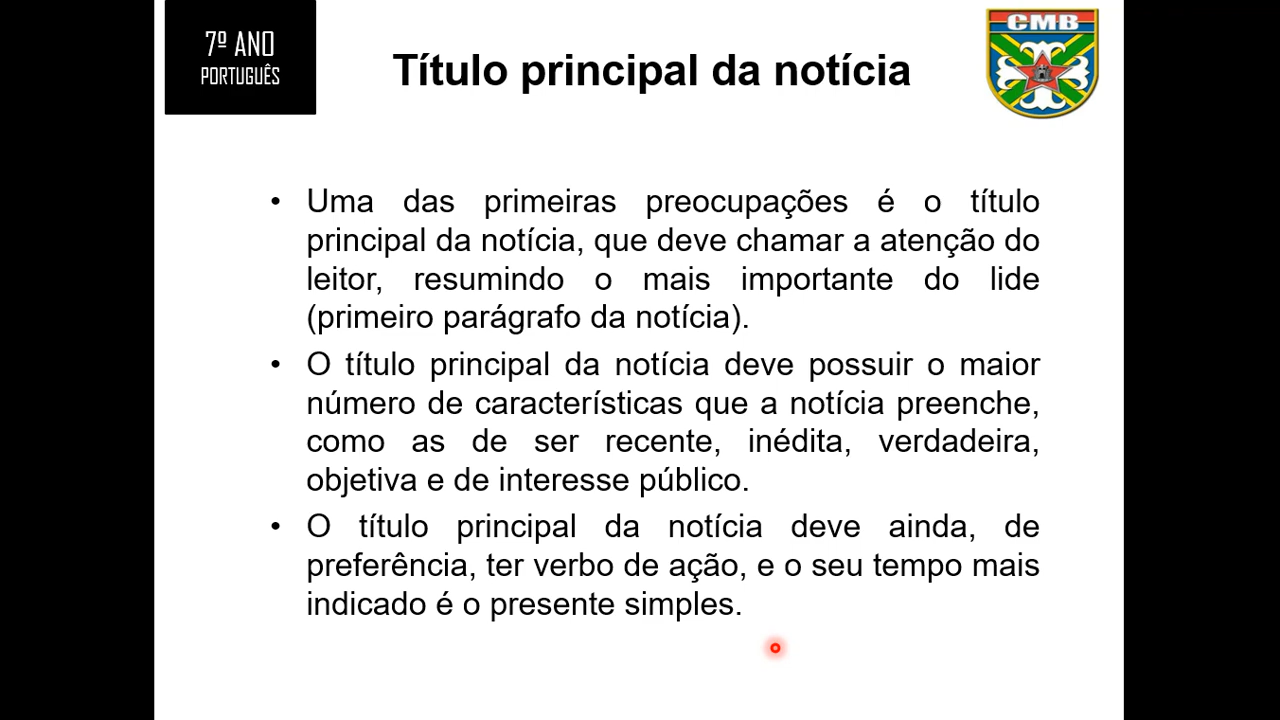 7º ANO
PORTUGUÊS
Título principal da notícia
CMB
• Uma das primeiras preocupações é o título
principal da notícia, que deve chamar a atenção do
leitor, resumindo o mais importante do lide
(primeiro parágrafo da notícia).
• O título principal da notícia deve possuir o maior
número de características que a notícia preenche,
como as de ser recente, inédita, verdadeira,
objetiva e de interesse público.
• O título principal da notícia deve ainda, de
preferência, ter verbo de ação, e o seu tempo mais
indicado é o presente simples.